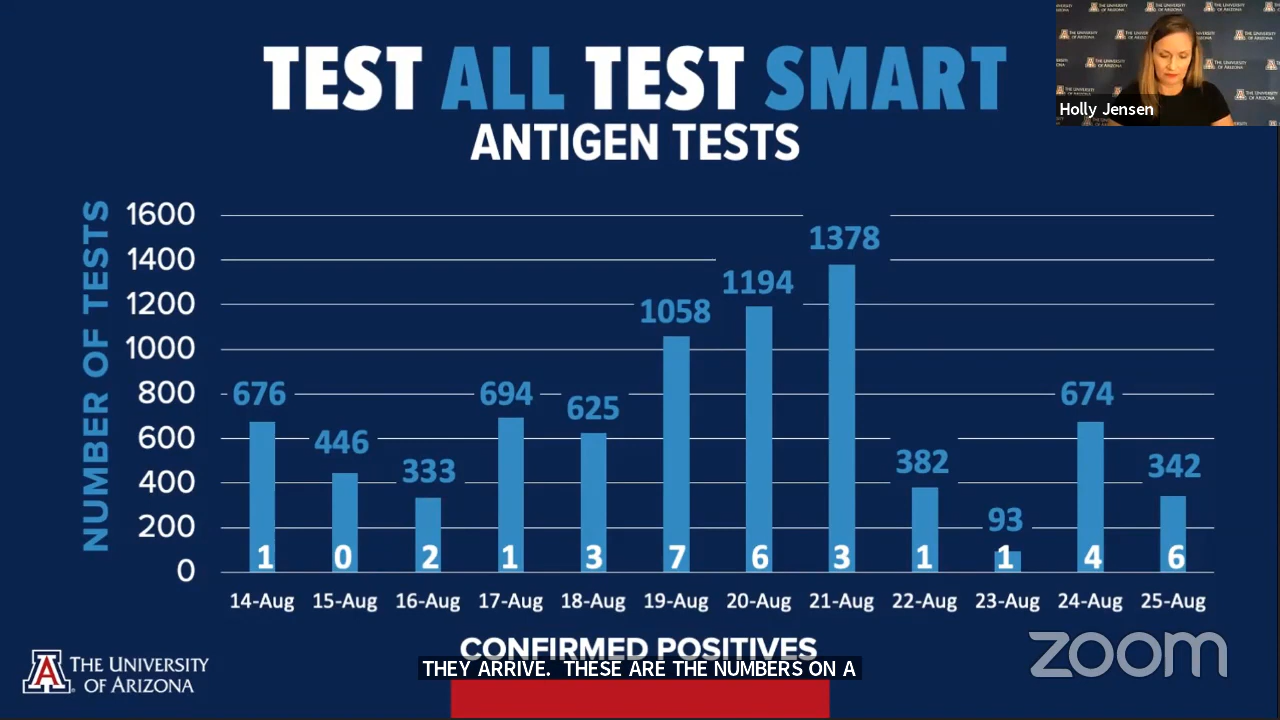 TEST ALL TEST SMART
ANTIGEN TESTS
Holly Jensen
NUMBER OF TESTS
1600
1400
1200
1000
800
600
400
200
0
676
446
333
694
625
1058
1194
1378
382
93
674
342
1 0 2 1 3 7 6 3 1 1 4 6
14-Aug 15-Aug 16-Aug 17-Aug 18-Aug 19-Aug 20-Aug 21-Aug 22-Aug 23-Aug 24-Aug 25-Aug
CONFIRMED POSITIVES
THEY ARRIVE. THESE ARE THE NUMBERS ON A
THE UNIVERSITY
OF ARIZONA
zoom